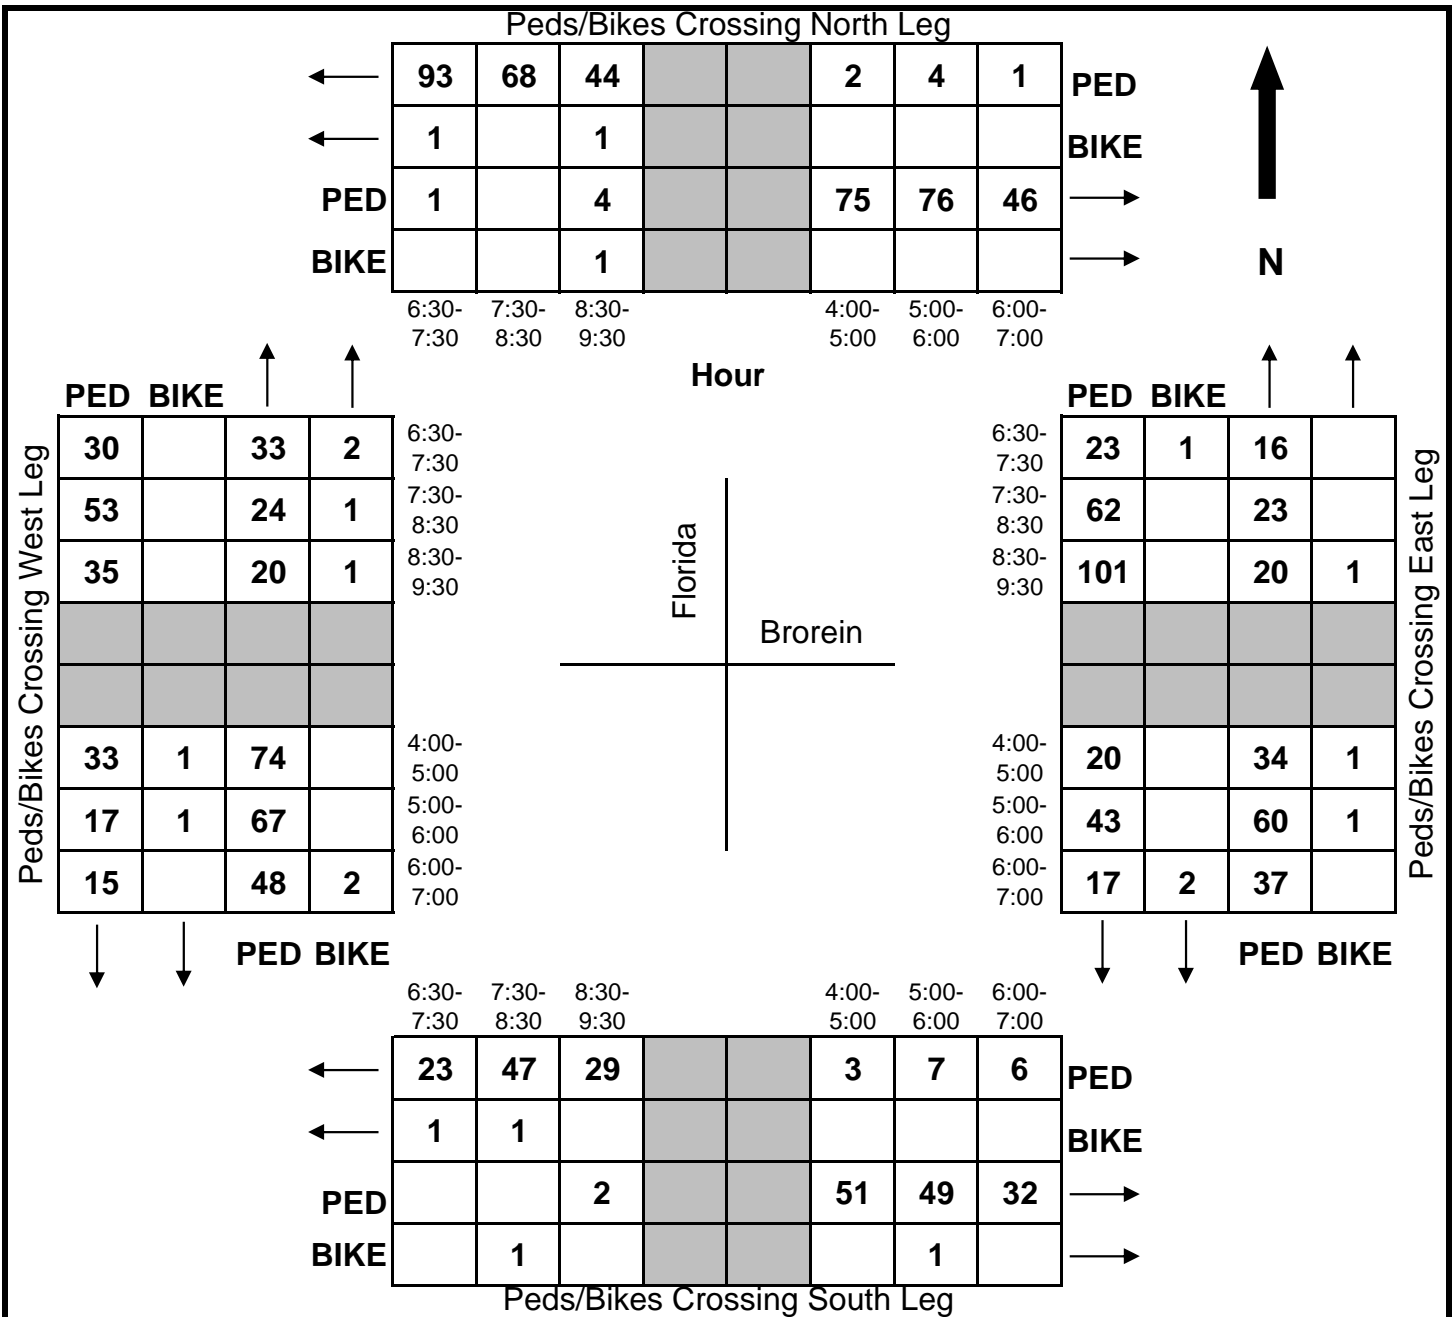 Peds/Bikes Crossing North Leg
93 68 44 2 4 1 PED
1 1 BIKE
PED 1 4 75 76 46
BIKE 1 N
6:30- 7:30- 8:30- 4:00- 5:00- 6:00-
7:30 8:30 9:30 5:00 6:00 7:00
Hour
PED BIKE PED BIKE
Peds/Bikes Crossing West Leg
30 33 2 6:30-
7:30
53 24 1 7:30-
8:30
35 20 1 8:30-
9:30
33 1 74 4:00-
5:00
17 1 67 5:00-
6:00
15 48 2 6:00-
7:00
PED BIKE
Florida
Brorein
6:30-
7:30 23 1 16
7:30-
8:30 62 23
8:30-
9:30 101 20 1
4:00-
5:00 20 34 1
5:00-
6:00 43 60 1
6:00-
7:00 17 2 37
PED BIKE
Peds/Bikes Crossing East Leg
6:30- 7:30- 8:30- 4:00- 5:00- 6:00-
7:30 8:30 9:30 5:00 6:00 7:00
23 47 29 3 7 6 PED
1 1 BIKE
PED 2 51 49 32
BIKE 1 1
Peds/Bikes Crossing South Leg